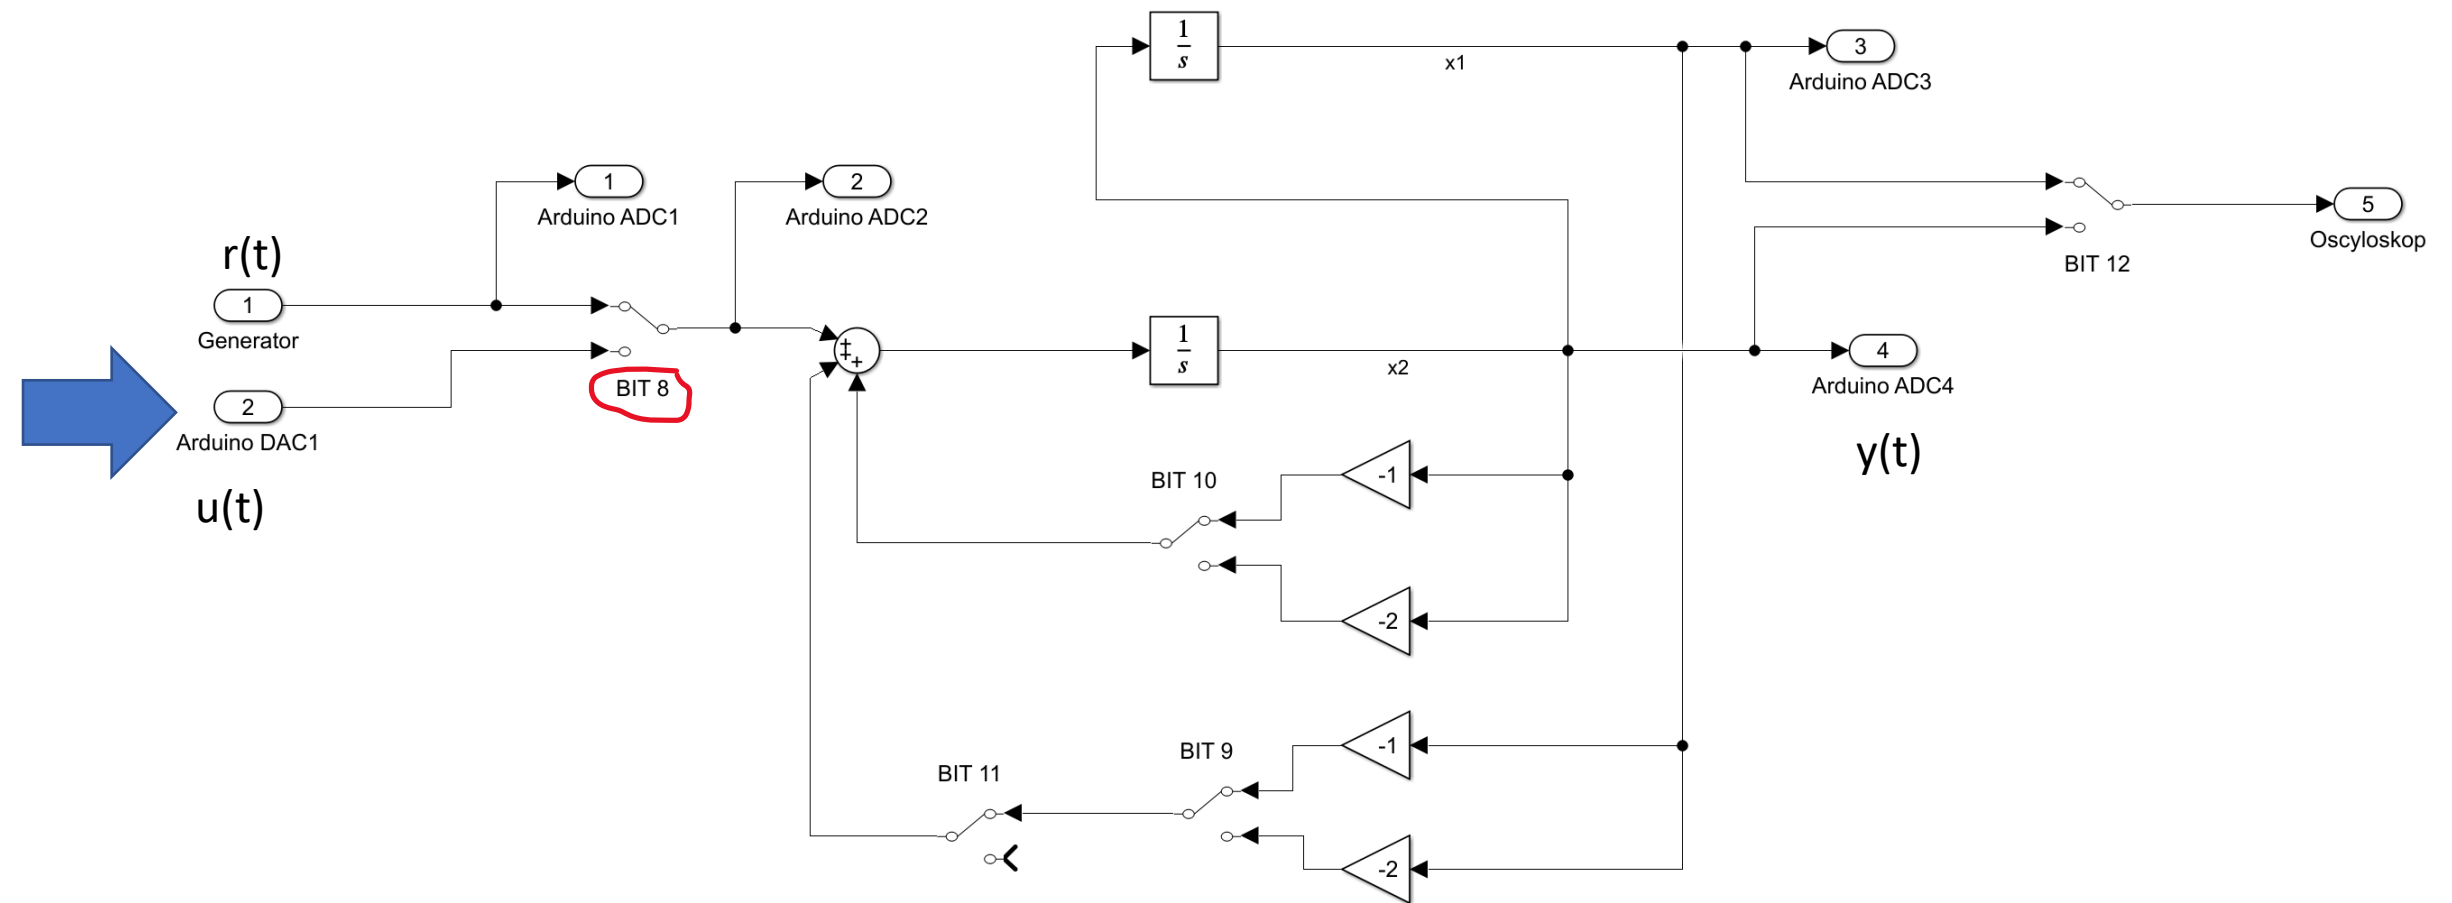 1
s
x1
3
Arduino ADC3
1
Arduino ADC1
2
Arduino ADC2
5
Oscyloskop
BIT 12
r(t)
1
Generator
BIT 8
2
Arduino DAC1
u(t)
+
+
+
1
s
x2
4
Arduino ADC4
y(t)
-1
BIT 10
-2
-1
BIT 9
BIT 11
-2